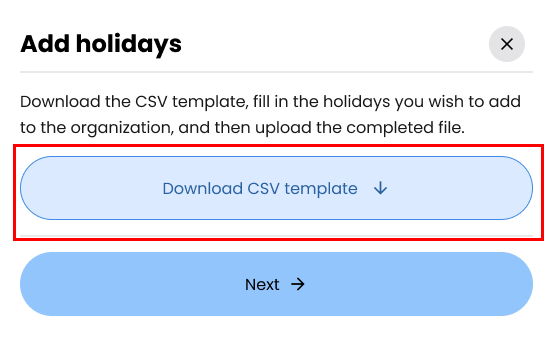 Add holidays
Download the CSV template, fill in the holidays you wish to add
to the organization, and then upload the completed file.
Download CSV template
Next